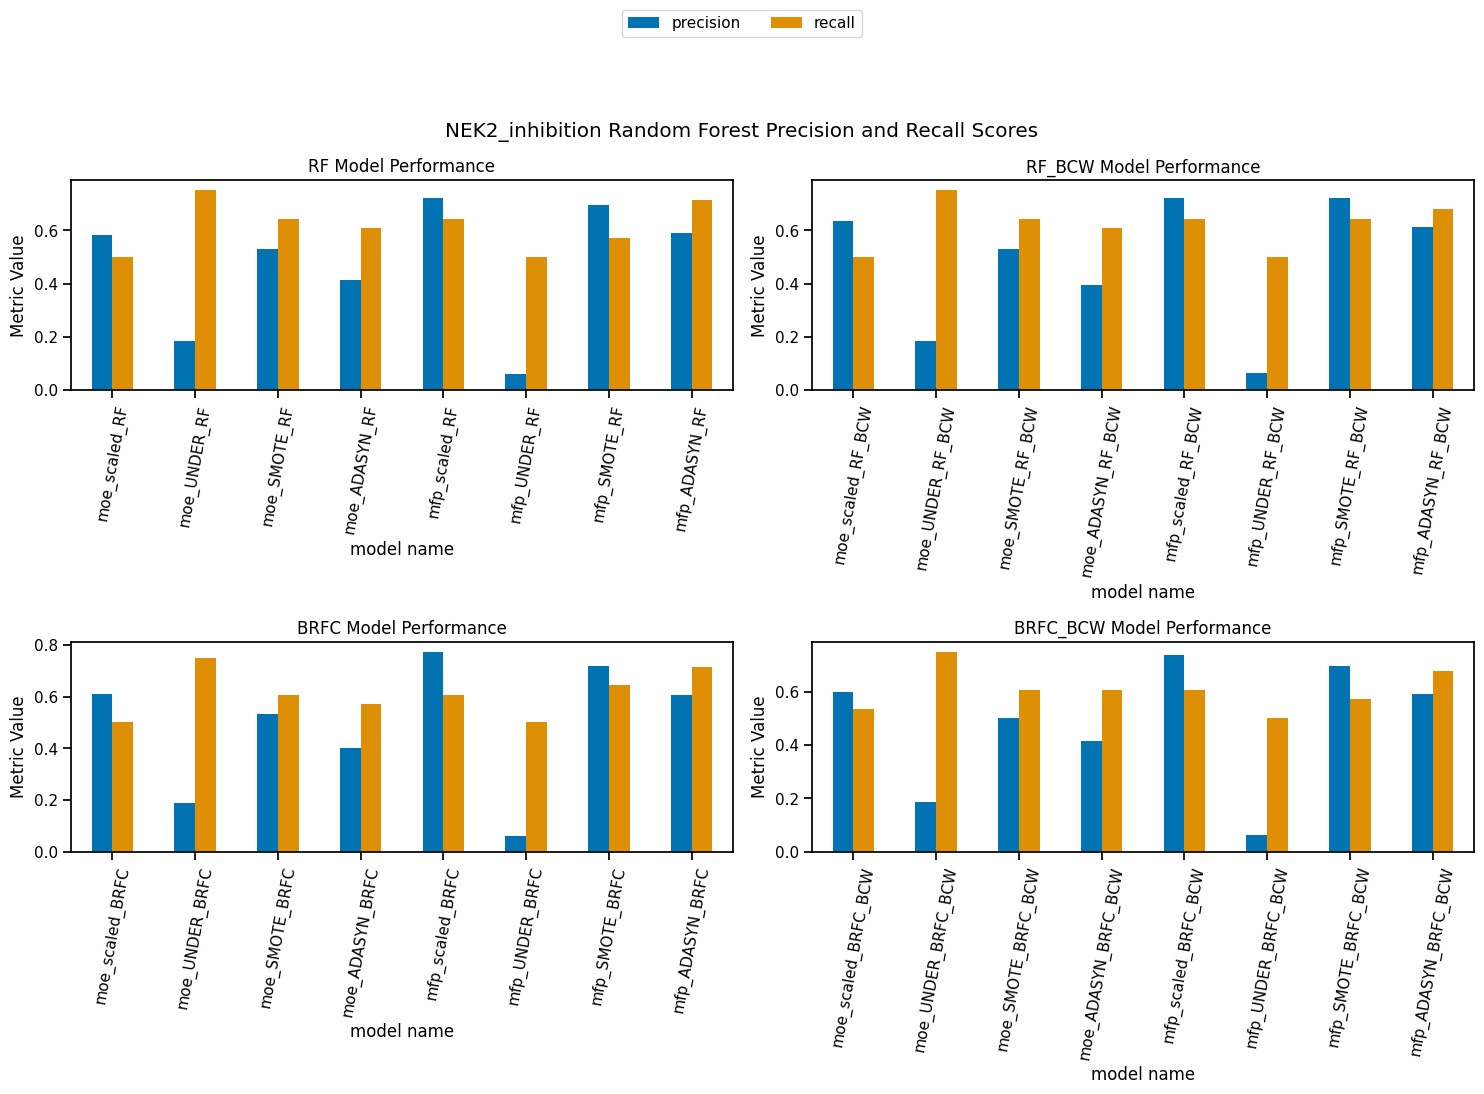 precision recall
NEK2_inhibition Random Forest Precision and Recall Scores
RF Model Performance
Metric Value
0.6
0.4
0.2
0.0
moe_scaled_RF
moe_UNDER_RF
moe_SMOTE_RF
moe_ADASYN_RF
mfp_scaled_RF
mfp_UNDER_RF
mfp_SMOTE_RF
mfp_ADASYN_RF
model name
RF_BCW Model Performance
Metric Value
0.6
0.4
0.2
0.0
moe_scaled_RF_BCW
moe_UNDER_RF_BCW
moe_SMOTE_RF_BCW
moe_ADASYN_RF_BCW
mfp_scaled_RF_BCW
mfp_UNDER_RF_BCW
mfp_SMOTE_RF_BCW
mfp_ADASYN_RF_BCW
model name
BRFC Model Performance
Metric Value
0.8
0.6
0.4
0.2
0.0
moe_scaled_BRFC
moe_UNDER_BRFC
moe_SMOTE_BRFC
moe_ADASYN_BRFC
mfp_scaled_BRFC
mfp_UNDER_BRFC
mfp_SMOTE_BRFC
mfp_ADASYN_BRFC
model name
BRFC_BCW Model Performance
Metric Value
0.6
0.4
0.2
0.0
moe_scaled_BRFC_BCW
moe_UNDER_BRFC_BCW
moe_SMOTE_BRFC_BCW
moe_ADASYN_BRFC_BCW
mfp_scaled_BRFC_BCW
mfp_UNDER_BRFC_BCW
mfp_SMOTE_BRFC_BCW
mfp_ADASYN_BRFC_BCW
model name